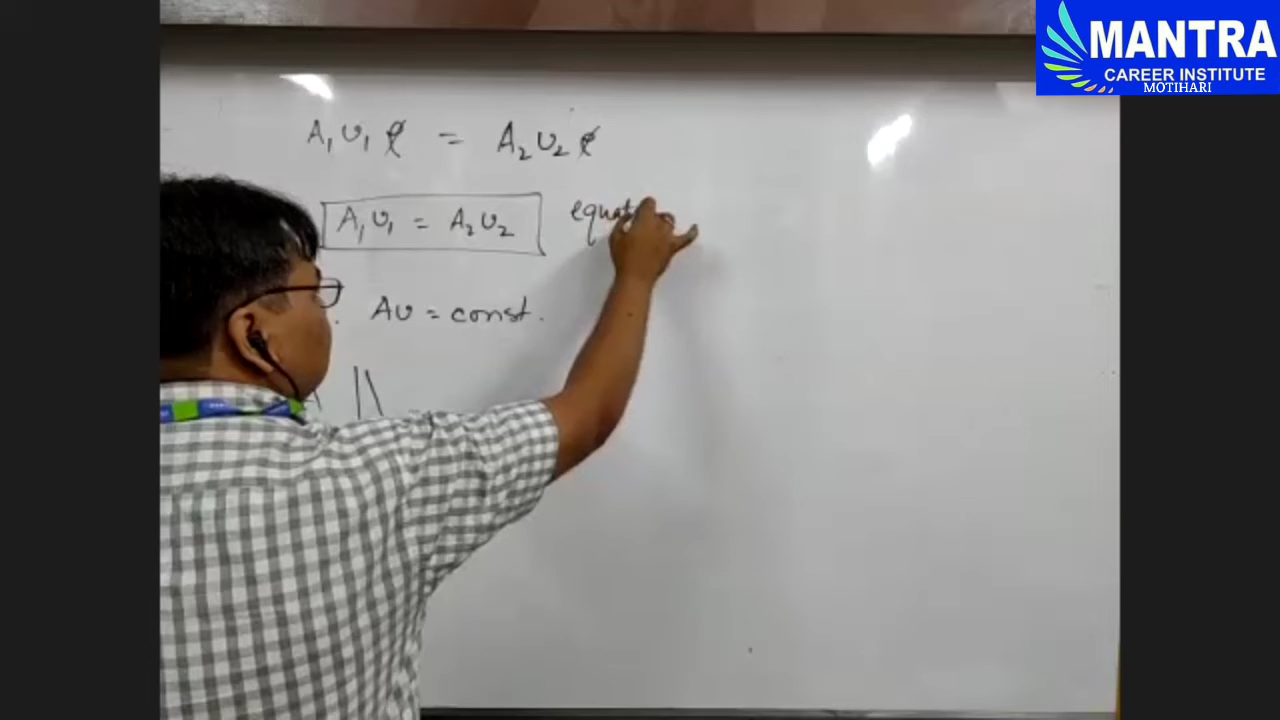 MANTRA
CAREER INSTITUTE
MOTIHARI
A₁υ₁ρ = A₂υ₂ρ
A₁υ₁ = A₂υ₂
Aυ = const.